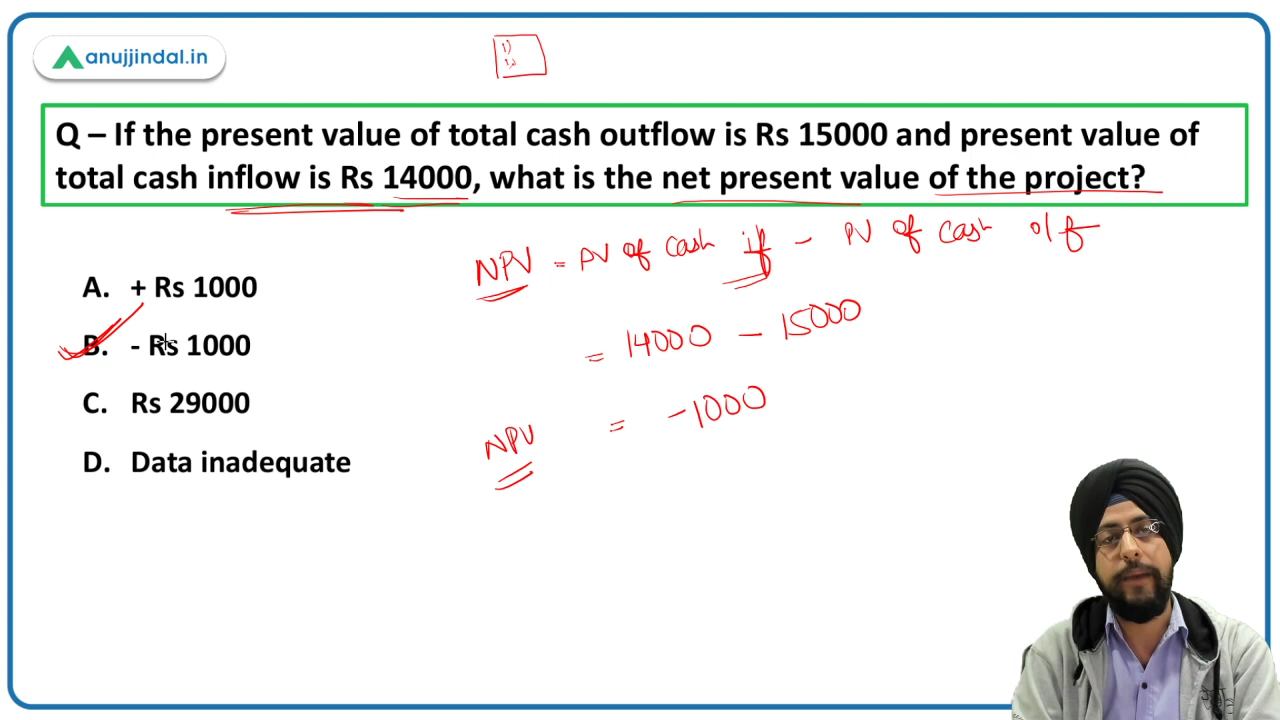 anujjindal.in
1)
Q – If the present value of total cash outflow is Rs 15000 and present value of
total cash inflow is Rs 14000, what is the net present value of the project?
NPV = PV of Cash if – PV of Cash o/f
A. + Rs 1000
= 14000 – 15000
B. - Rs 1000
C. Rs 29000
NPV = -1000
D. Data inadequate